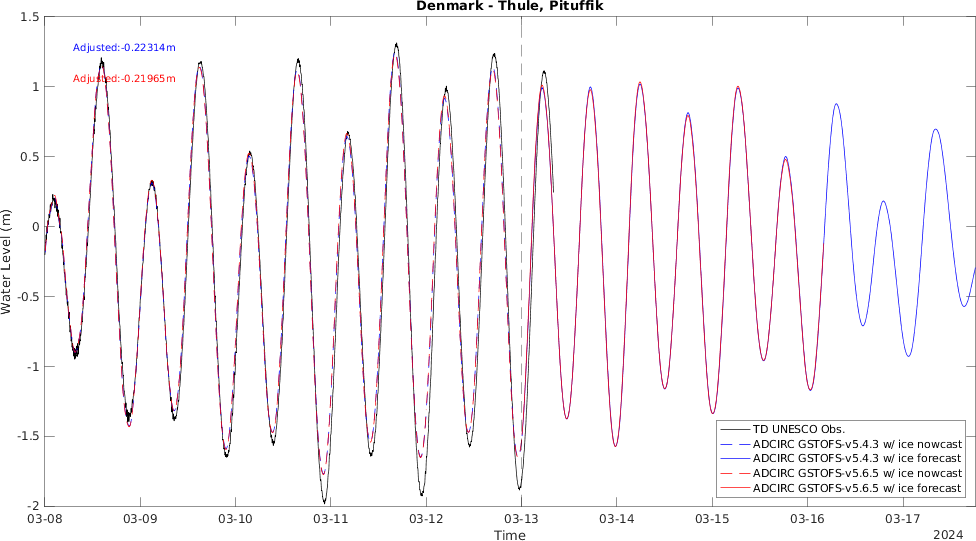 Denmark - Thule, Pituffik
Adjusted:-0.22314m
Adjusted:-0.21965m
1.5
1
0.5
0
-0.5
-1
-1.5
-2
Water Level (m)
03-08
03-09
03-10
03-11
03-12
03-13
03-14
03-15
03-16
03-17
Time
2024
TD UNESCO Obs.
ADCIRC GSTOFS-v5.4.3 w/ ice nowcast
ADCIRC GSTOFS-v5.4.3 w/ ice forecast
ADCIRC GSTOFS-v5.6.5 w/ ice nowcast
ADCIRC GSTOFS-v5.6.5 w/ ice forecast